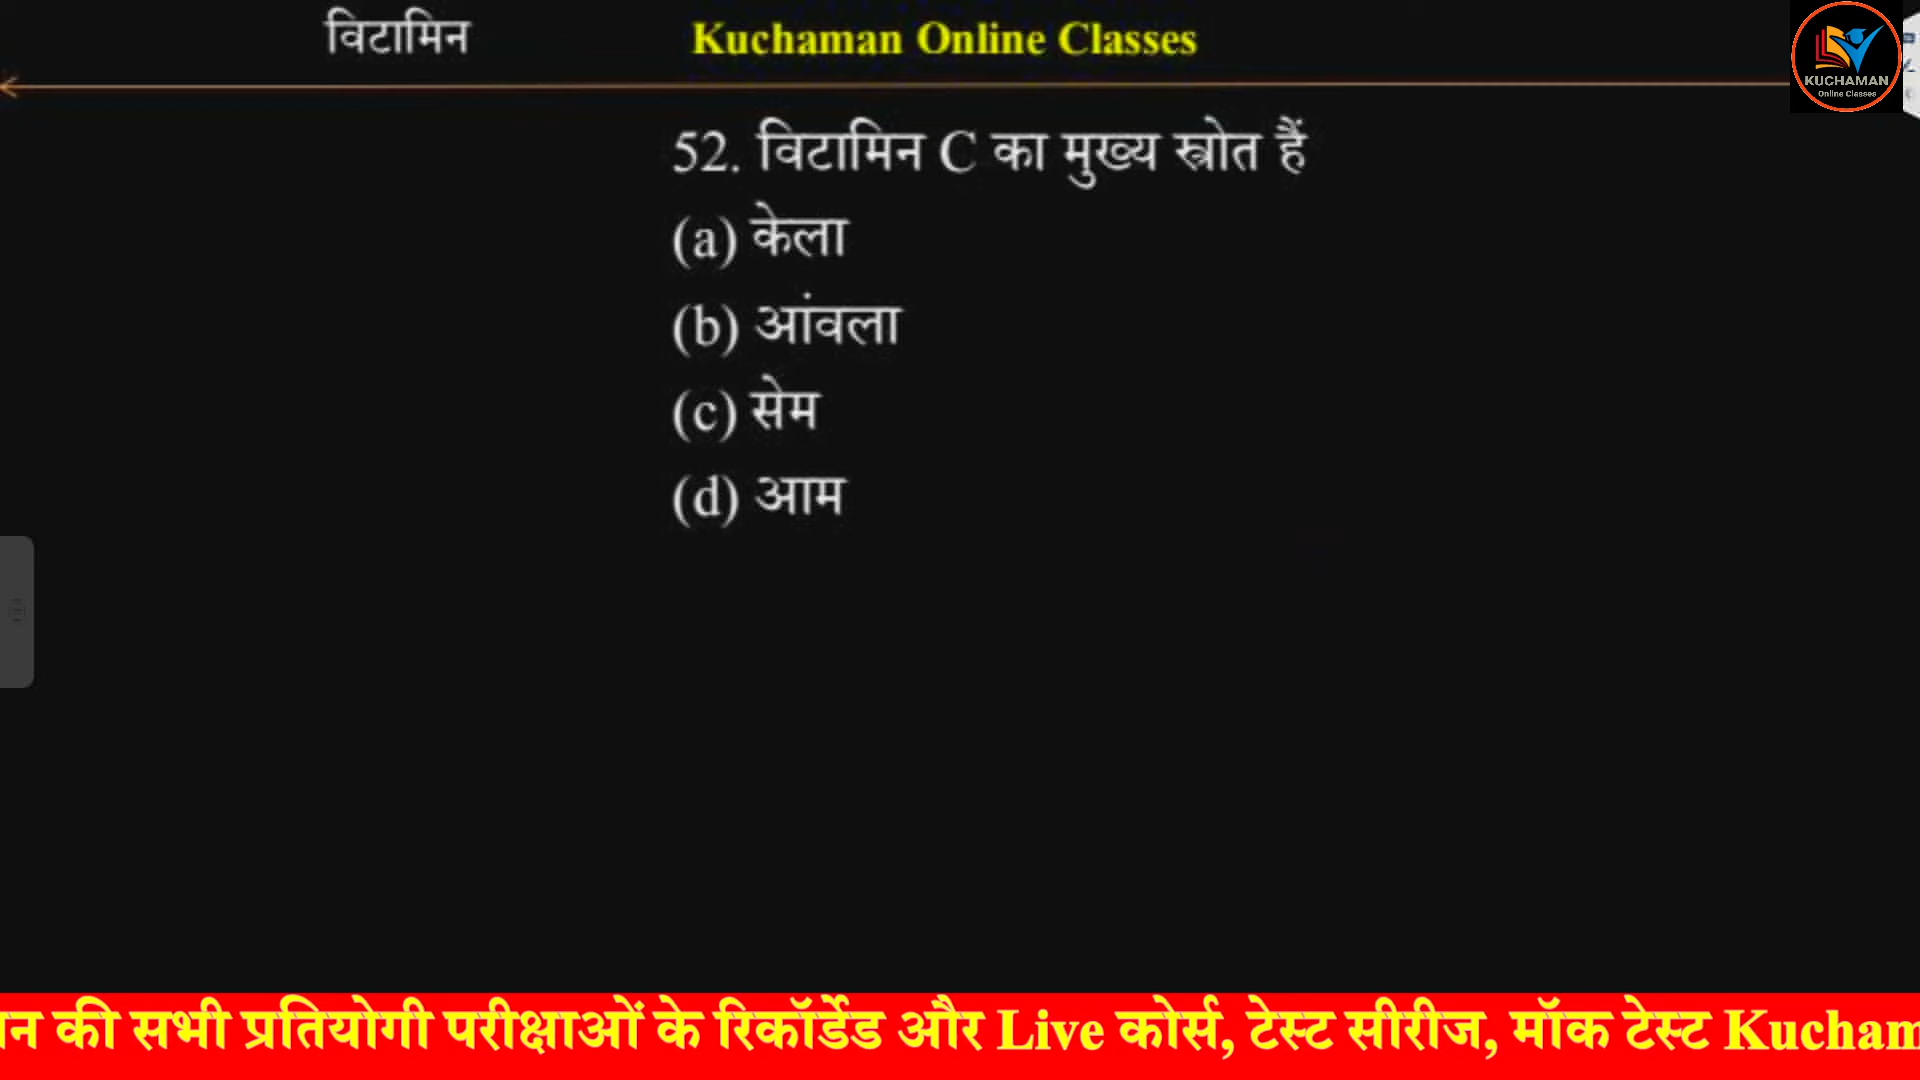 विटामिन Kuchaman Online Classes
KUCHAMAN
Online Classes
52. विटामिन C का मुख्य स्त्रोत हैं
(a) केला
(b) आंवला
(c) सेम
(d) आम
की सभी प्रतियोगी परीक्षाओं के रिकॉर्डेड और Live कोर्स, टेस्ट सीरीज, मॉक टेस्ट Kucham